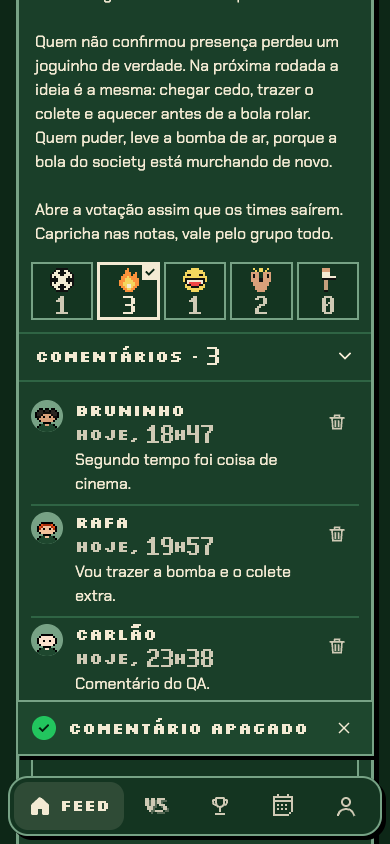 Quem não confirmou presença perdeu um
joguinho de verdade. Na próxima rodada a
ideia é a mesma: chegar cedo, trazer o
colete e aquecer antes de a bola rolar.
Quem puder, leve a bomba de ar, porque a
bola do society está murchando de novo.
Abre a votação assim que os times saírem.
Capricha nas notas, vale pelo grupo todo.
1 3 1 2 0
COMENTÁRIOS · 3
BRUNINHO
HOJE, 18H47
Segundo tempo foi coisa de
cinema.
RAFA
HOJE, 19H57
Vou trazer a bomba e o colete
extra.
CARLÃO
HOJE, 23H38
Comentário do QA.
COMENTÁRIO APAGADO
FEED VS